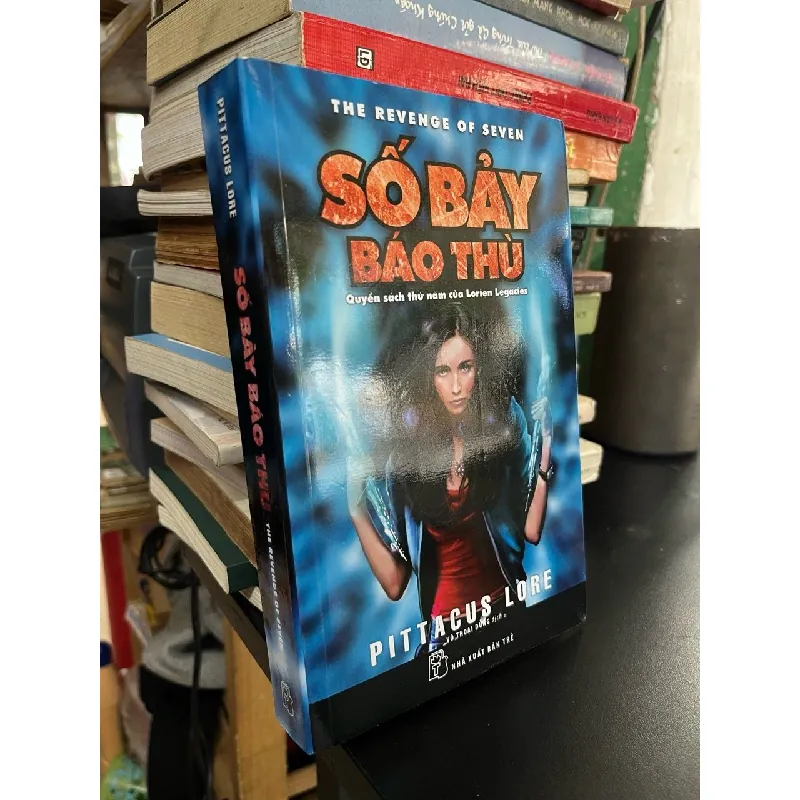 THE REVENGE OF SEVEN
SỐ BẢY
BÁO THÙ
Quyển sách thứ năm của Lorien Legacies
PITTACUS LORE
NHÀ XUẤT BẢN TRẺ
PITTACUS LORE
SỐ BẢY BÁO THÙ
THE REVENGE OF